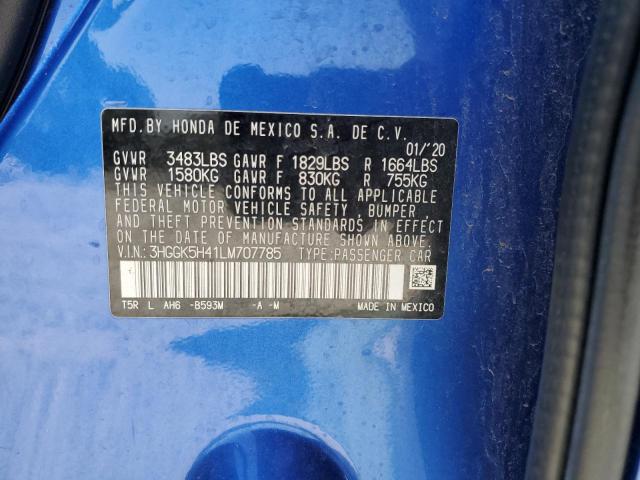 MFD.BY HONDA DE MEXICO S.A. DE C.V.
01/'20
GVWR 3483LBS GAWR F 1829LBS R 1664LBS
GVWR 1580KG GAWR F 830KG R 755KG
THIS VEHICLE CONFORMS TO ALL APPLICABLE
FEDERAL MOTOR VEHICLE SAFETY, BUMPER,
AND THEFT PREVENTION STANDARDS IN EFFECT
ON THE DATE OF MANUFACTURE SHOWN ABOVE.
V.I.N.: 3HGGK5H41LM707785 TYPE: PASSENGER CAR
T5R L AH6 -B593M -A -M MADE IN MEXICO